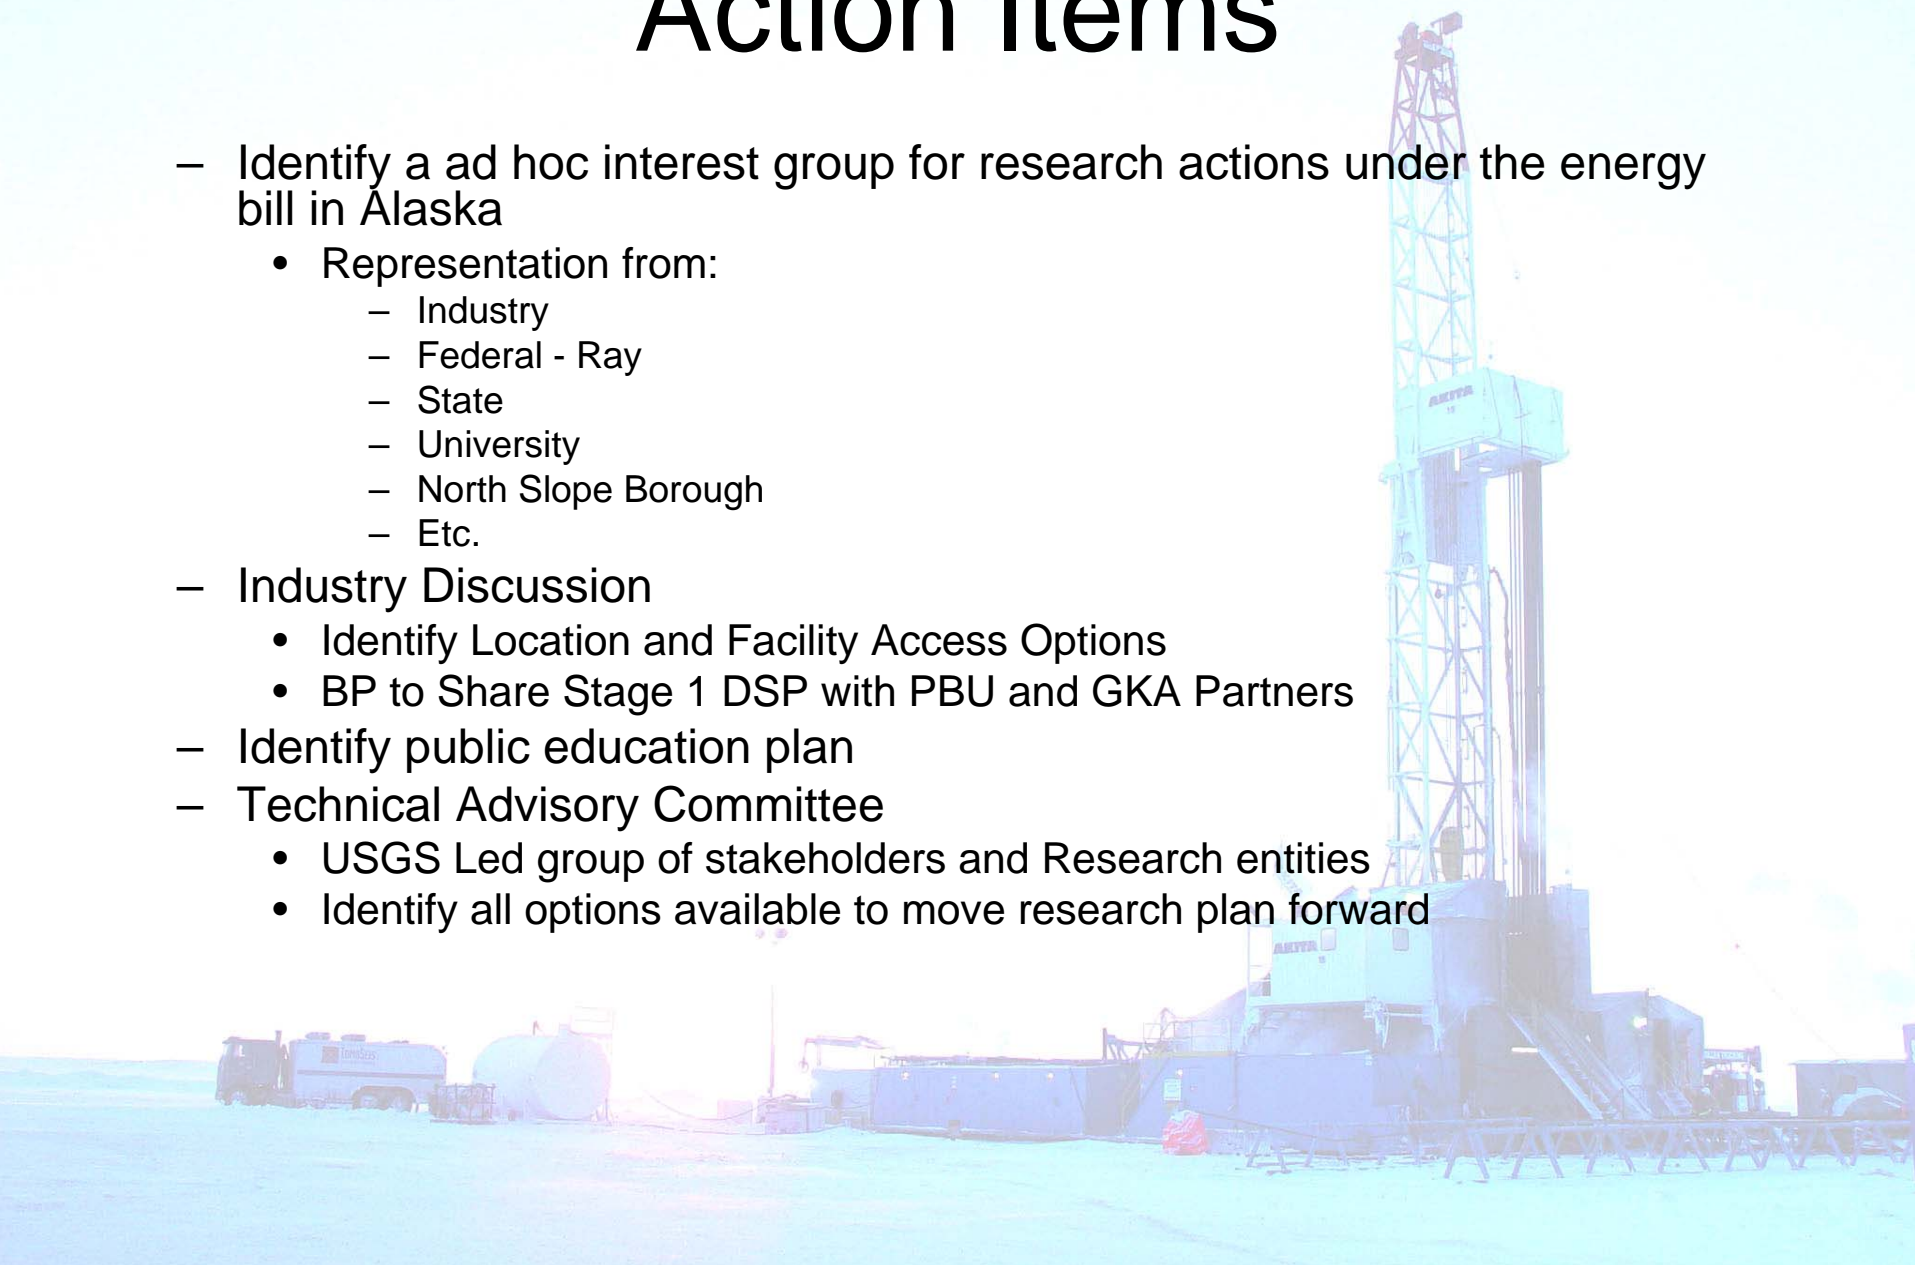 Action Items
– Identify a ad hoc interest group for research actions under the energy
bill in Alaska
• Representation from:
– Industry
– Federal - Ray
– State
– University
– North Slope Borough
– Etc.
– Industry Discussion
• Identify Location and Facility Access Options
• BP to Share Stage 1 DSP with PBU and GKA Partners
– Identify public education plan
– Technical Advisory Committee
• USGS Led group of stakeholders and Research entities
• Identify all options available to move research plan forward
AKITA
AKITA